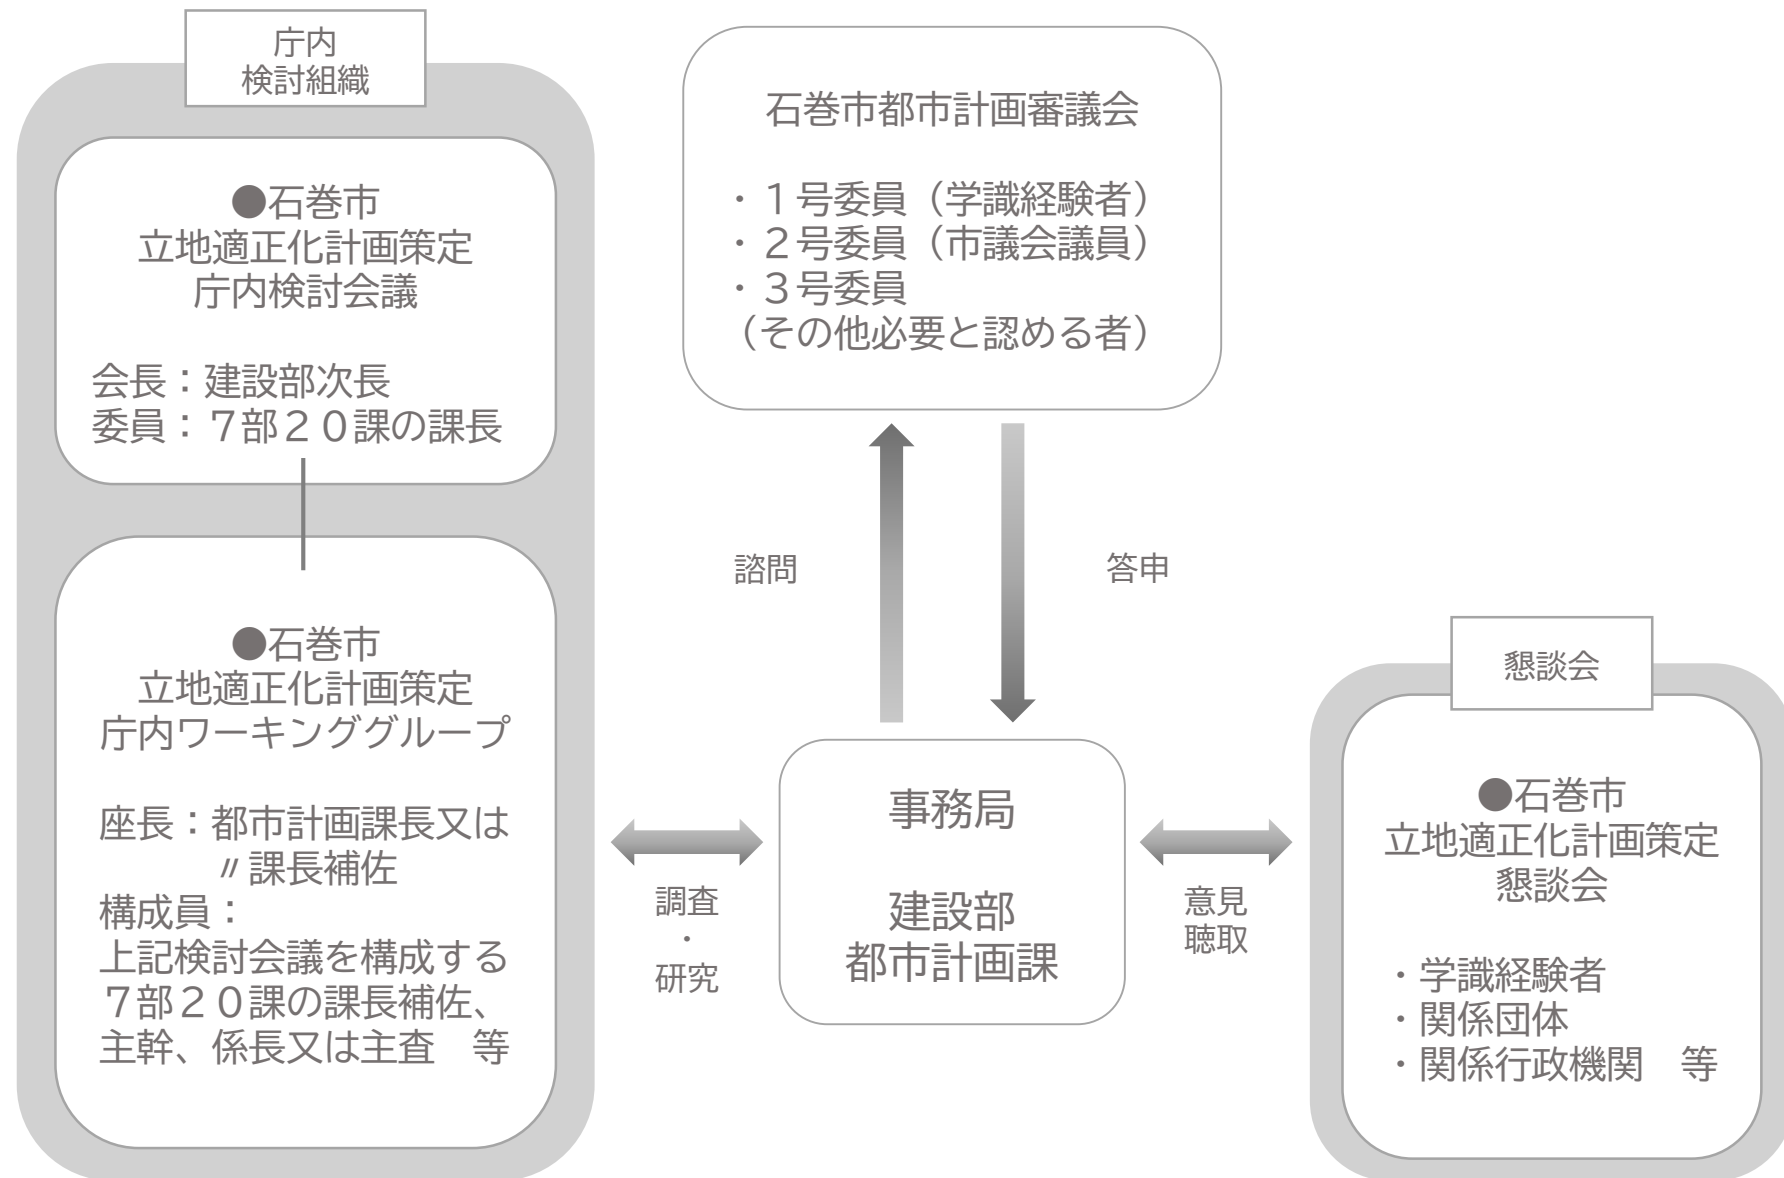 庁内
検討組織
●石巻市
立地適正化計画策定
庁内検討会議
会長：建設部次長
委員：７部２０課の課長
●石巻市
立地適正化計画策定
庁内ワーキンググループ
座長：都市計画課長又は
〃課長補佐
構成員：
上記検討会議を構成する
７部２０課の課長補佐、
主幹、係長又は主査　等
石巻市都市計画審議会
・１号委員（学識経験者）
・２号委員（市議会議員）
・３号委員
（その他必要と認める者）
諮問
答申
事務局
建設部
都市計画課
調査
・
研究
意見
聴取
懇談会
●石巻市
立地適正化計画策定
懇談会
・学識経験者
・関係団体
・関係行政機関　等